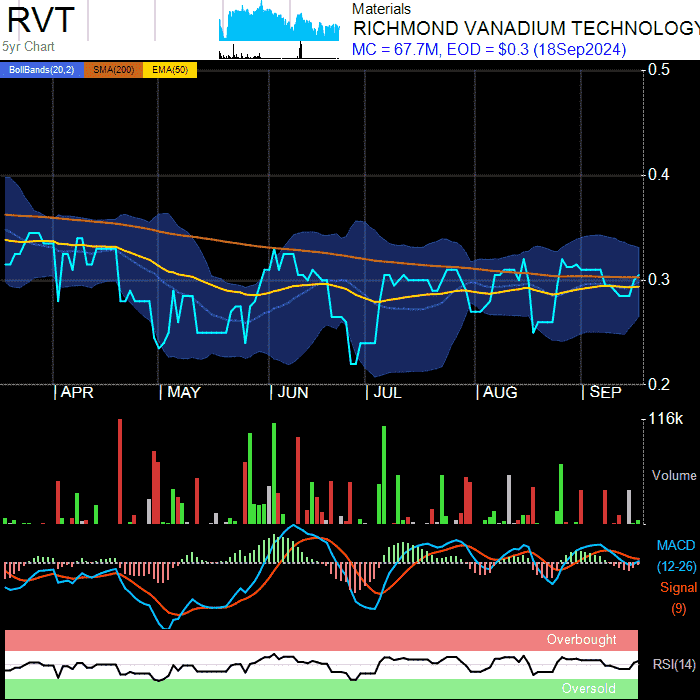 RVT
5yr Chart
Materials
RICHMOND VANADIUM TECHNOLOGY
MC = 67.7M, EOD = $0.3 (18Sep2024)
BollBands(20,2) SMA(200) EMA(50)
0.5
0.4
0.3
0.2
APR MAY JUN JUL AUG SEP
116k
Volume
MACD
(12-26)
Signal
(9)
Overbought
RSI(14)
Oversold